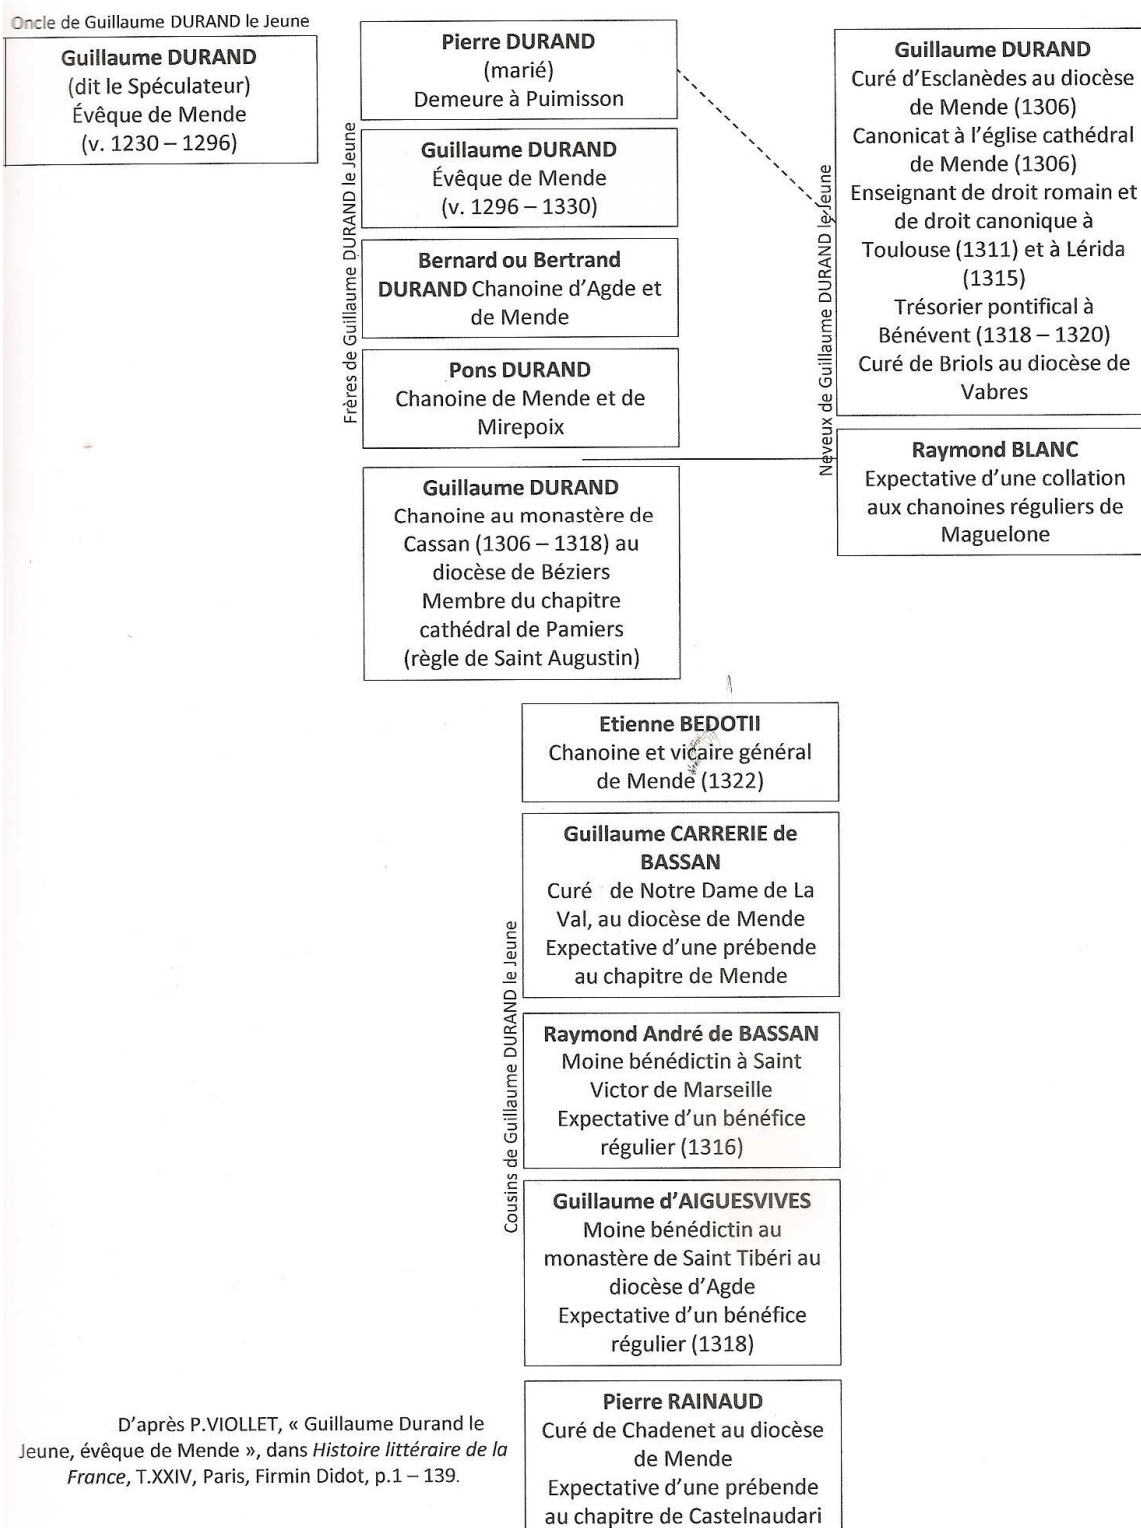 Oncle de Guillaume DURAND le Jeune
Guillaume DURAND
(dit le Spéculateur)
Évêque de Mende
(v. 1230 – 1296)
Frères de Guillaume DURAND le Jeune
Pierre DURAND
(marié)
Demeure à Puimisson
Guillaume DURAND
Évêque de Mende
(v. 1296 – 1330)
Bernard ou Bertrand
DURAND Chanoine d'Agde et
de Mende
Pons DURAND
Chanoine de Mende et de
Mirepoix
Guillaume DURAND
Chanoine au monastère de
Cassan (1306 – 1318) au
diocèse de Béziers
Membre du chapitre
cathédral de Pamiers
(règle de Saint Augustin)
Neveux de Guillaume DURAND le Jeune
Guillaume DURAND
Curé d'Esclanèdes au diocèse
de Mende (1306)
Canonicat à l'église cathédral
de Mende (1306)
Enseignant de droit romain et
de droit canonique à
Toulouse (1311) et à Lérida
(1315)
Trésorier pontifical à
Bénévent (1318 – 1320)
Curé de Briols au diocèse de
Vabres
Raymond BLANC
Expectative d'une collation
aux chanoines réguliers de
Maguelone
Cousins de Guillaume DURAND le Jeune
Etienne BEDOTII
Chanoine et vicaire général
de Mende (1322)
Guillaume CARRERIE de
BASSAN
Curé de Notre Dame de La
Val, au diocèse de Mende
Expectative d'une prébende
au chapitre de Mende
Raymond André de BASSAN
Moine bénédictin à Saint
Victor de Marseille
Expectative d'un bénéfice
régulier (1316)
Guillaume d'AIGUESVIVES
Moine bénédictin au
monastère de Saint Tibéri au
diocèse d'Agde
Expectative d'un bénéfice
régulier (1318)
Pierre RAINAUD
Curé de Chadenet au diocèse
de Mende
Expectative d'une prébende
au chapitre de Castelnaudari
D'après P.VIOLLET, « Guillaume Durand le
Jeune, évêque de Mende », dans Histoire littéraire de la
France, T.XXIV, Paris, Firmin Didot, p.1 – 139.